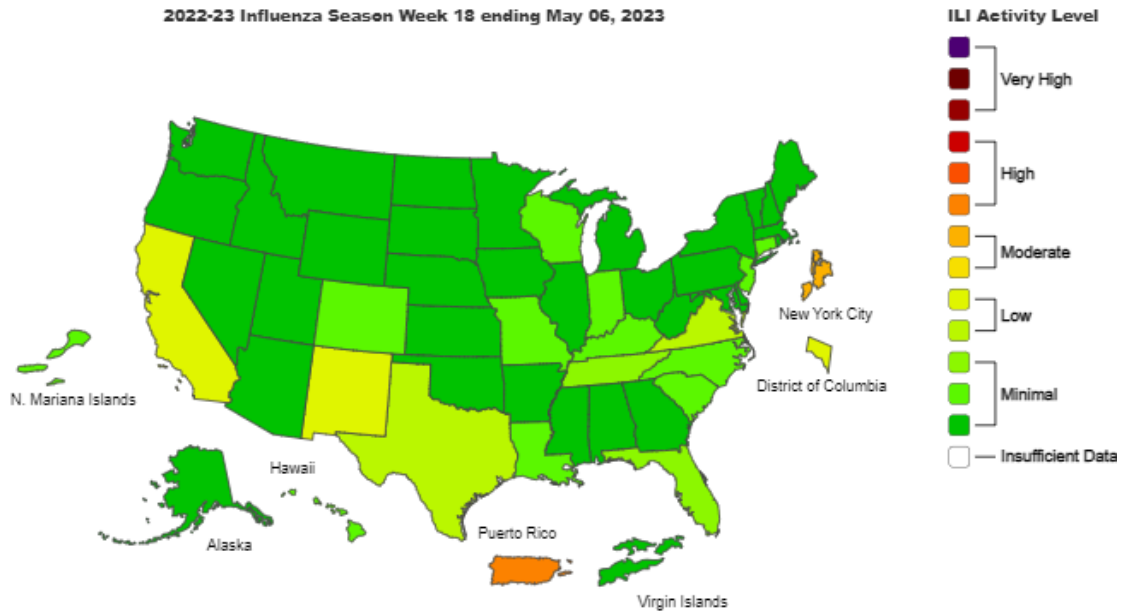 2022-23 Influenza Season Week 18 ending May 06, 2023
ILI Activity Level
Very High
High
Moderate
Low
Minimal
Insufficient Data
New York City
District of Columbia
N. Mariana Islands
Hawaii
Alaska
Puerto Rico
Virgin Islands